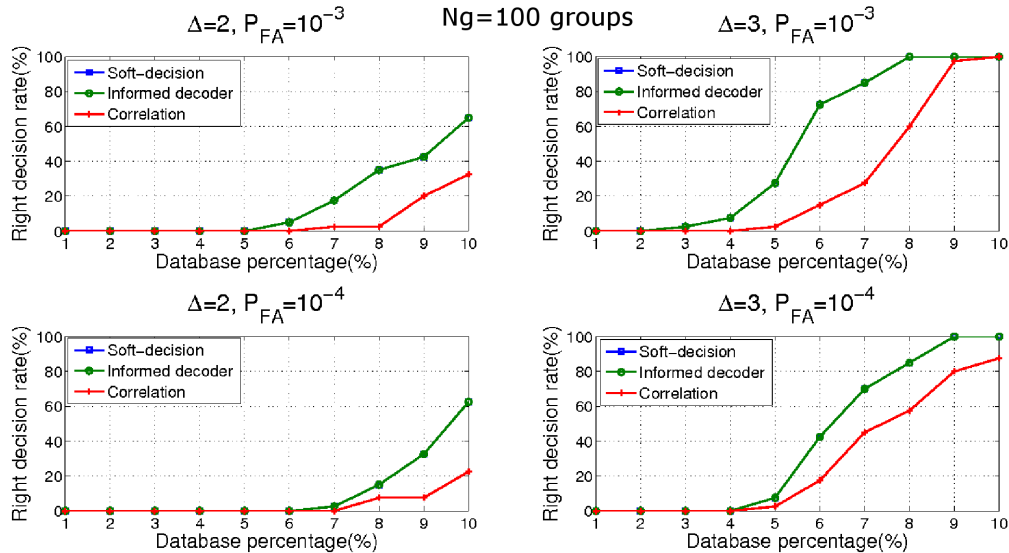 Ng=100 groups
Δ=2, P_FA=10^-3
Right decision rate(%)
100
80
60
40
20
0
Soft-decision
Informed decoder
Correlation
1 2 3 4 5 6 7 8 9 10
Database percentage(%)
Δ=3, P_FA=10^-3
Right decision rate(%)
100
80
60
40
20
0
Soft-decision
Informed decoder
Correlation
1 2 3 4 5 6 7 8 9 10
Database percentage(%)
Δ=2, P_FA=10^-4
Right decision rate(%)
100
80
60
40
20
0
Soft-decision
Informed decoder
Correlation
1 2 3 4 5 6 7 8 9 10
Database percentage(%)
Δ=3, P_FA=10^-4
Right decision rate(%)
100
80
60
40
20
0
Soft-decision
Informed decoder
Correlation
1 2 3 4 5 6 7 8 9 10
Database percentage(%)